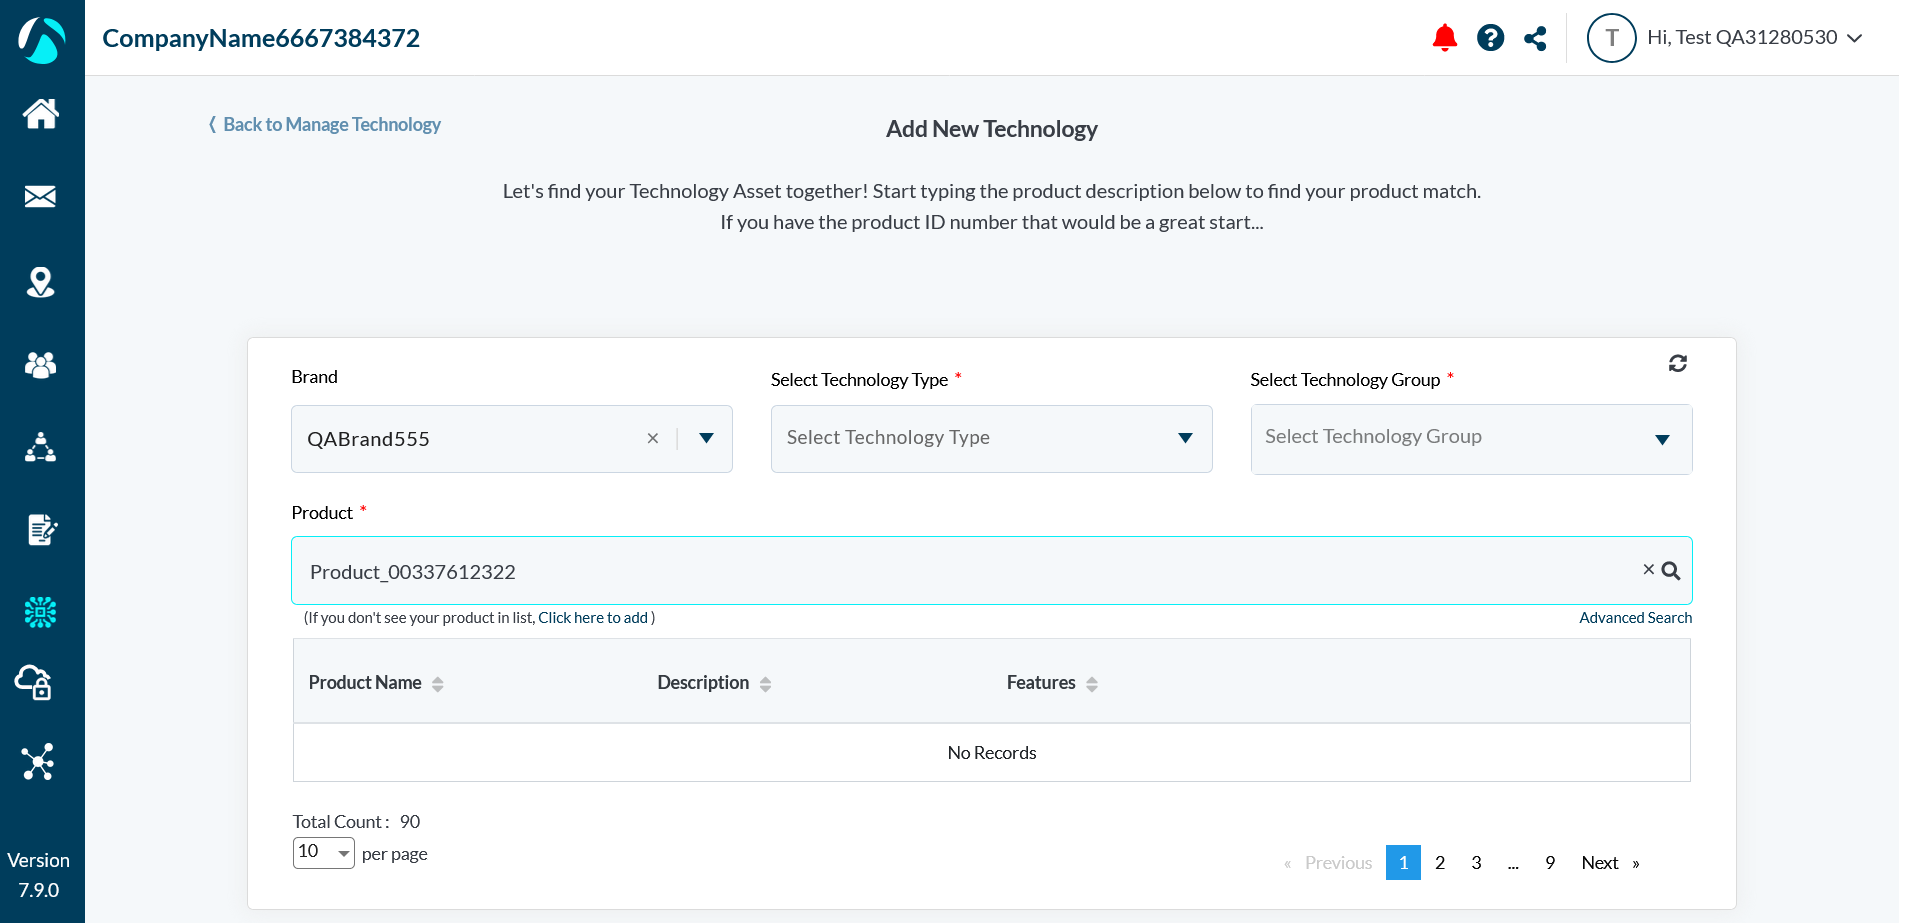 CompanyName6667384372
T
Hi, Test QA31280530
Back to Manage Technology
Add New Technology
Let's find your Technology Asset together! Start typing the product description below to find your product match.
If you have the product ID number that would be a great start...
Brand
Select Technology Type *
Select Technology Group *
QABrand555
Select Technology Type
Select Technology Group
Product *
Product_00337612322
(If you don't see your product in list, Click here to add )
Advanced Search
Product Name
Description
Features
No Records
Total Count : 90
10 per page
« Previous 1 2 3 ... 9 Next »
Version
7.9.0